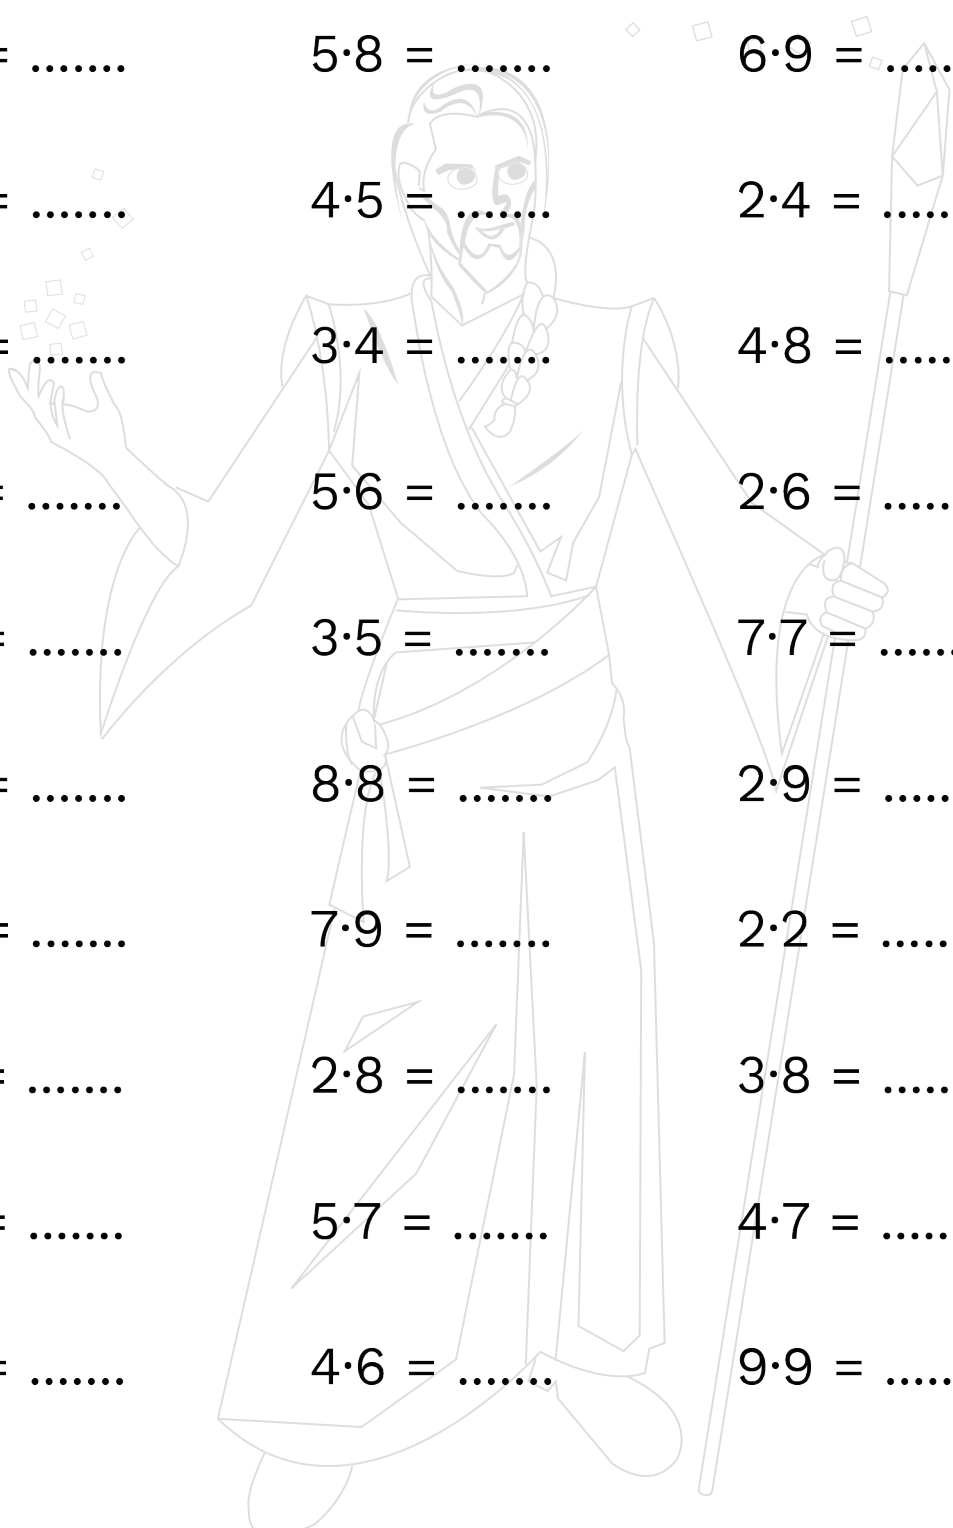 = ....... 5·8 = ....... 6·9 = .....
= ....... 4·5 = ....... 2·4 = .....
= ....... 3·4 = ....... 4·8 = .....
= ....... 5·6 = ....... 2·6 = .....
= ....... 3·5 = ....... 7·7 = ......
= ....... 8·8 = ....... 2·9 = .....
= ....... 7·9 = ....... 2·2 = .....
= ....... 2·8 = ....... 3·8 = .....
= ....... 5·7 = ....... 4·7 = .....
= ....... 4·6 = ....... 9·9 = .....